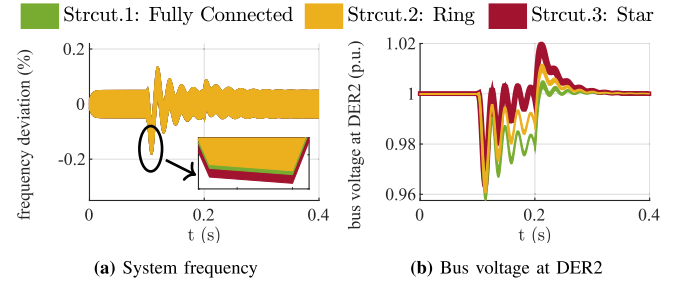 Strcut.1: Fully Connected Strcut.2: Ring Strcut.3: Star
frequency deviation (%)
0.2
0
-0.2
0 0.2 0.4
t (s)
(a) System frequency
bus voltage at DER2 (p.u.)
1.02
1
0.98
0.96
0 0.2 0.4
t (s)
(b) Bus voltage at DER2